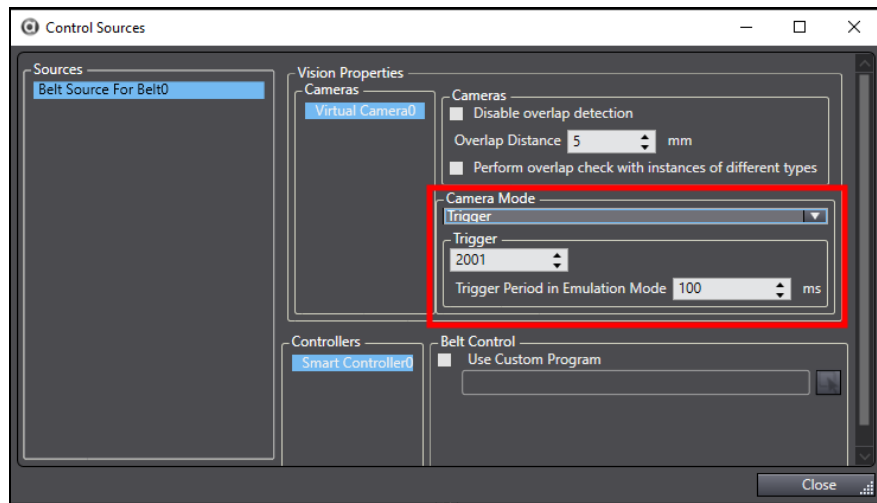 Control Sources
Sources
Belt Source For Belt0
Vision Properties
Cameras
Virtual Camera0
Cameras
Disable overlap detection
Overlap Distance 5 mm
Perform overlap check with instances of different types
Camera Mode
Trigger
Trigger
2001
Trigger Period in Emulation Mode 100 ms
Controllers
Smart Controller0
Belt Control
Use Custom Program
Close